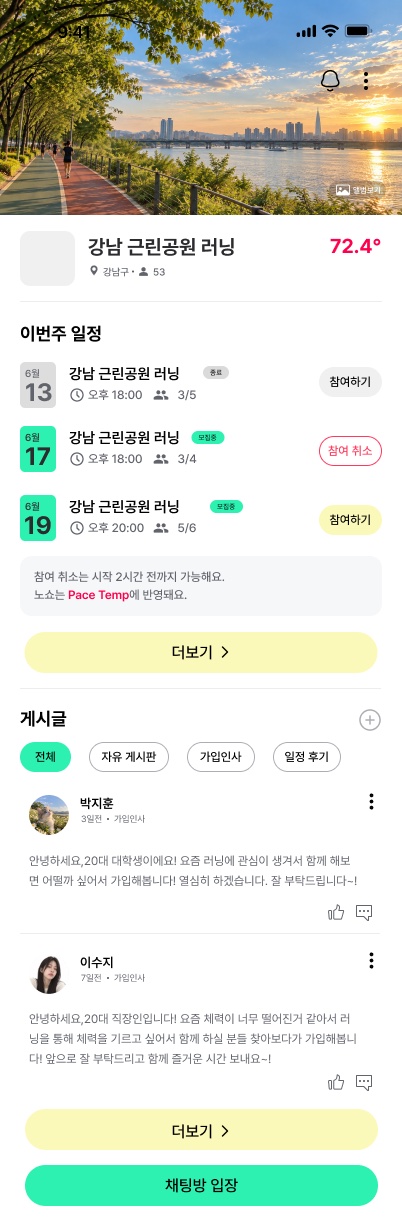 9:41
앨범보기
강남 근린공원 러닝
72.4°
강남구 • 53
이번주 일정
6월
13
강남 근린공원 러닝
종료
오후 18:00
3/5
참여하기
6월
17
강남 근린공원 러닝
모집중
오후 18:00
3/4
참여 취소
6월
19
강남 근린공원 러닝
모집중
오후 20:00
5/6
참여하기
참여 취소는 시작 2시간 전까지 가능해요.
노쇼는 Pace Temp에 반영돼요.
더보기
게시글
전체
자유 게시판
가입인사
일정 후기
박지훈
3일전 • 가입인사
안녕하세요,20대 대학생이에요! 요즘 러닝에 관심이 생겨서 함께 해보
면 어떨까 싶어서 가입해봅니다! 열심히 하겠습니다. 잘 부탁드립니다~!
이수지
7일전 • 가입인사
안녕하세요,20대 직장인입니다! 요즘 체력이 너무 떨어진거 같아서 러
닝을 통해 체력을 기르고 싶어서 함께 하실 분들 찾아보다가 가입해봅니
다! 앞으로 잘 부탁드리고 함께 즐거운 시간 보내요~!
더보기
채팅방 입장